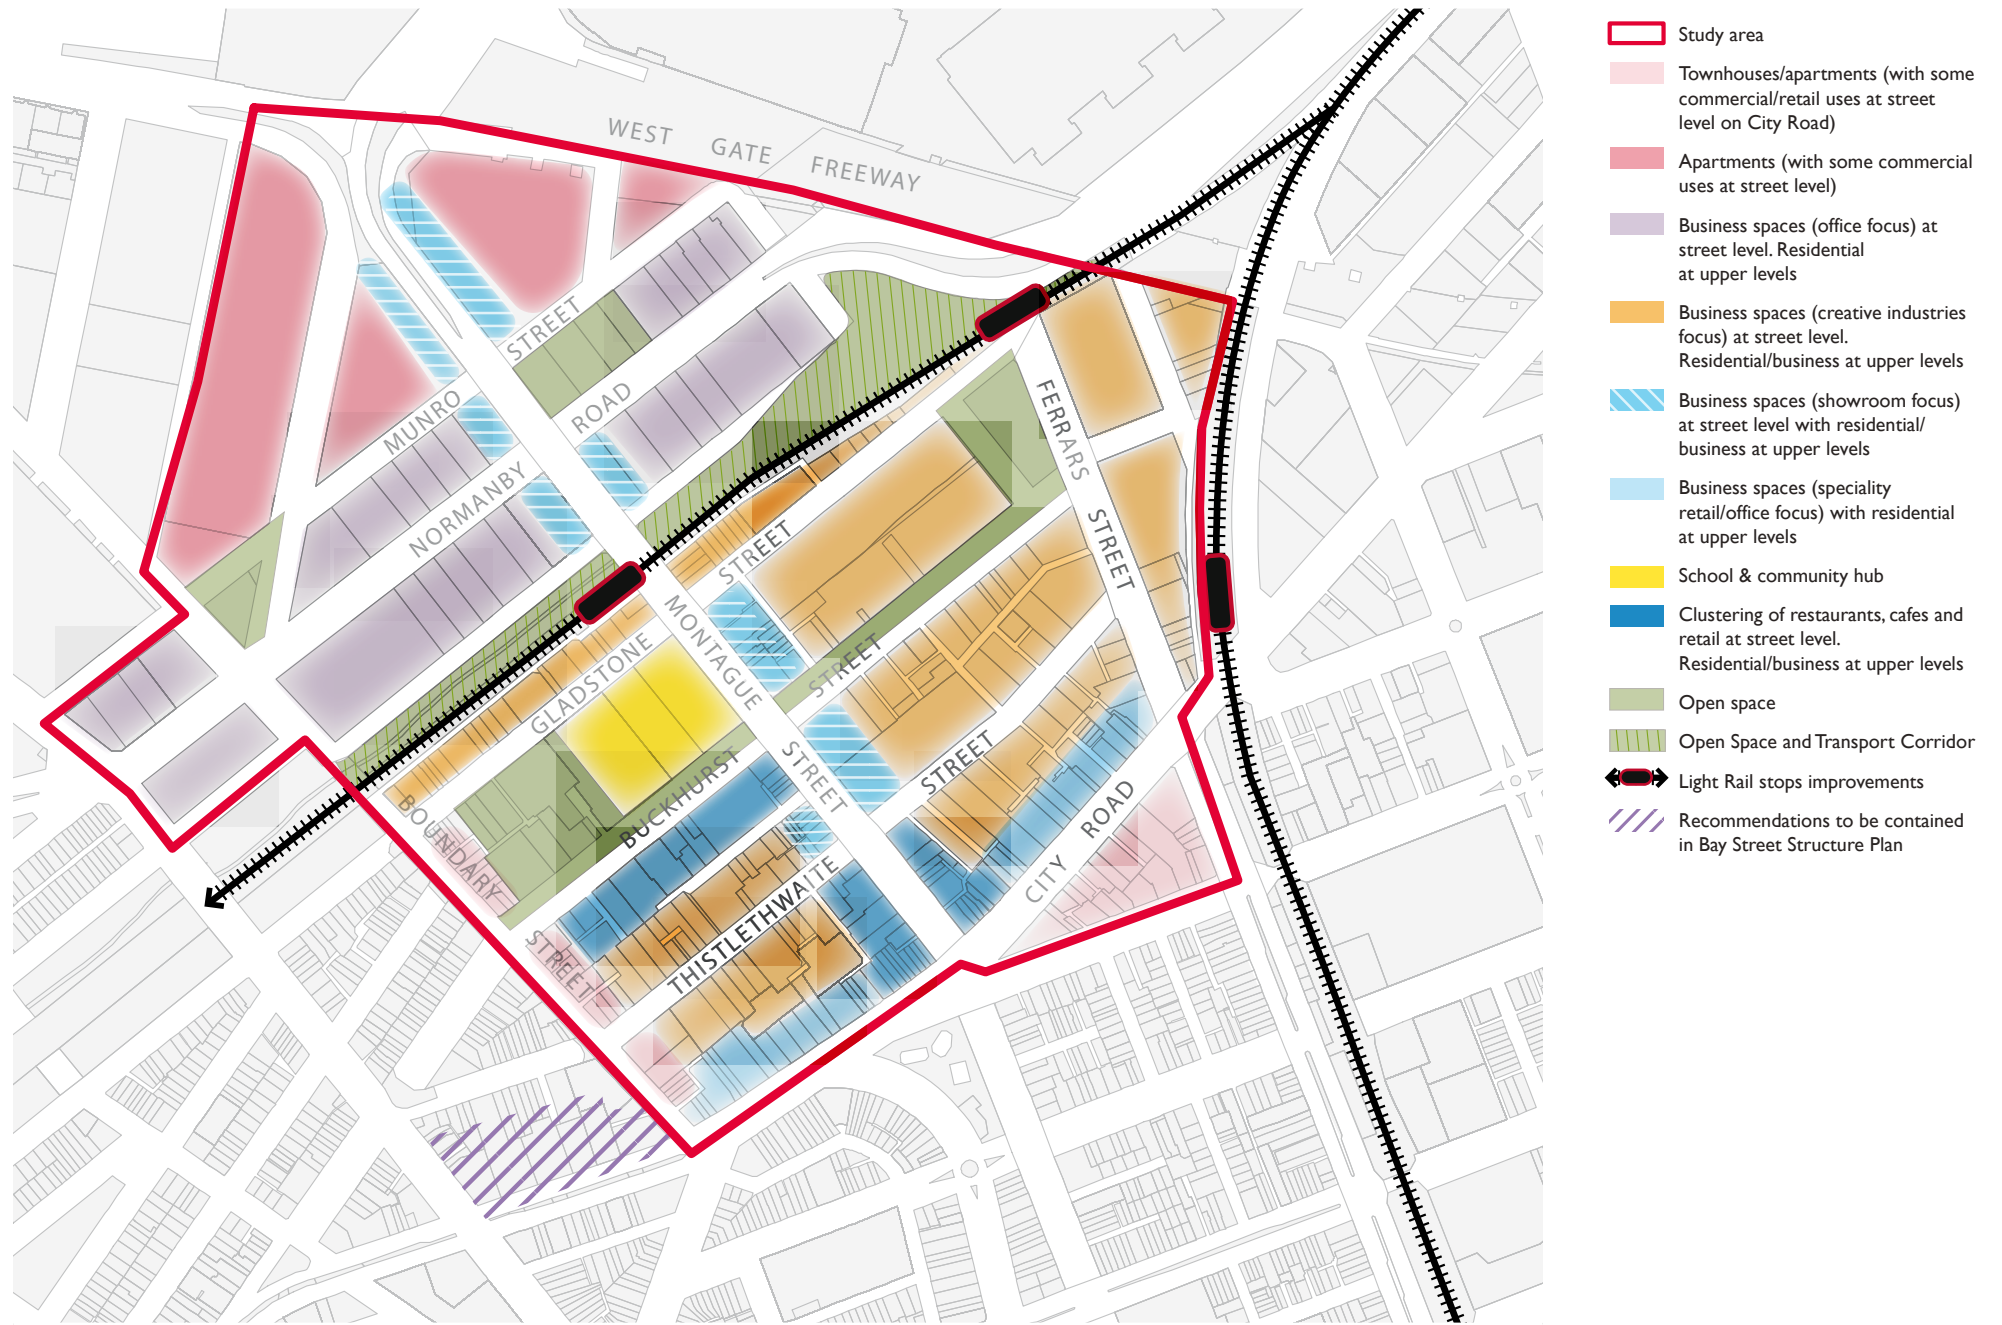 WEST GATE FREEWAY
STREET
MUNRO
ROAD
NORMANBY
FERRARS
STREET
STREET
MONTAGUE
STREET
GLADSTONE
STREET
BUCKHURST
STREET
BOUNDARY
STREET
THISTLETHWAITE
STREET
CITY ROAD
Study area
Townhouses/apartments (with some
commercial/retail uses at street
level on City Road)
Apartments (with some commercial
uses at street level)
Business spaces (office focus) at
street level. Residential
at upper levels
Business spaces (creative industries
focus) at street level.
Residential/business at upper levels
Business spaces (showroom focus)
at street level with residential/
business at upper levels
Business spaces (speciality
retail/office focus) with residential
at upper levels
School & community hub
Clustering of restaurants, cafes and
retail at street level.
Residential/business at upper levels
Open space
Open Space and Transport Corridor
Light Rail stops improvements
Recommendations to be contained
in Bay Street Structure Plan